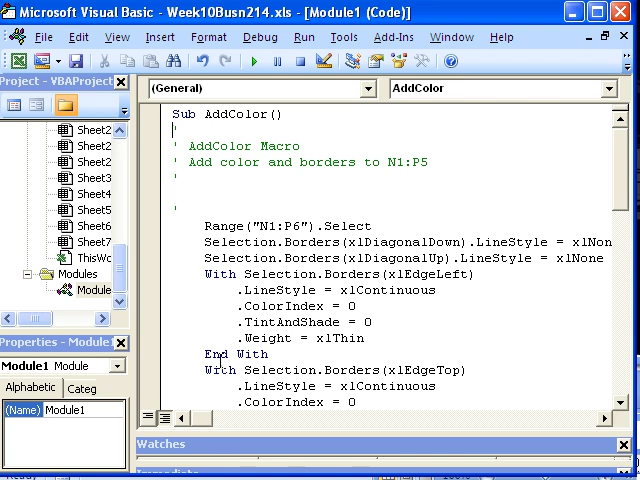 Microsoft Visual Basic - Week10Busn214.xls - [Module1 (Code)]
File Edit View Insert Format Debug Run
Tools Add-Ins Window Help
Project - VBAProject
(General)
AddColor
Sheet2
Sheet2
Sheet2
Sheet3
Sheet4
Sheet5
Sheet6
Sheet7
ThisWo
Modules
Module
Properties - Module1
Module1 Module
Alphabetic Categ
(Name) Module1
Sub AddColor()
'
' AddColor Macro
' Add color and borders to N1:P5
'
'
Range("N1:P6").Select
Selection.Borders(xlDiagonalDown).LineStyle = xlNon
Selection.Borders(xlDiagonalUp).LineStyle = xlNone
With Selection.Borders(xlEdgeLeft)
.LineStyle = xlContinuous
.ColorIndex = 0
.TintAndShade = 0
.Weight = xlThin
End With
With Selection.Borders(xlEdgeTop)
.LineStyle = xlContinuous
.ColorIndex = 0
Watches
Immediate
Ready
100%